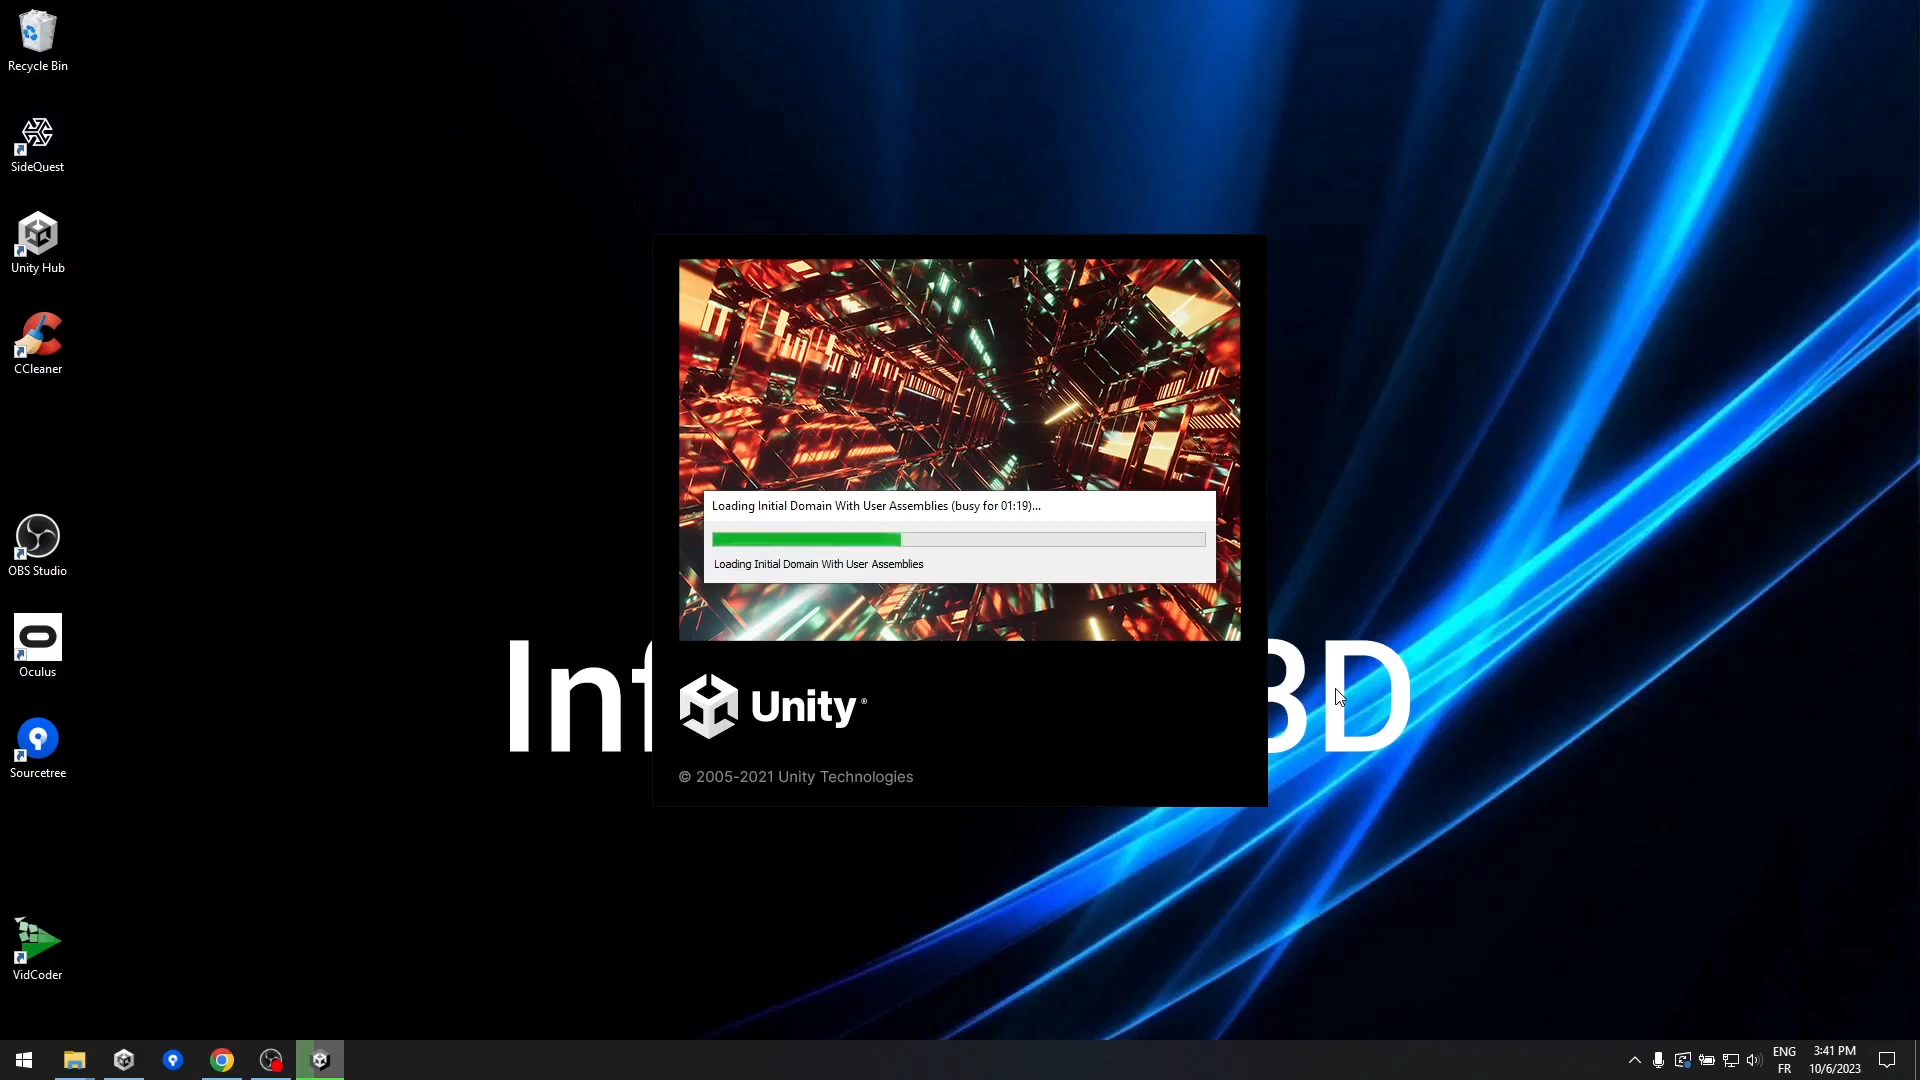 Recycle Bin
SideQuest
Unity Hub
CCleaner
OBS Studio
Oculus
Sourcetree
VidCoder
Loading Initial Domain With User Assemblies (busy for 01:19)...
Loading Initial Domain With User Assemblies
Inf 3D
Unity®
© 2005-2021 Unity Technologies
ENG
FR
3:41 PM
10/6/2023